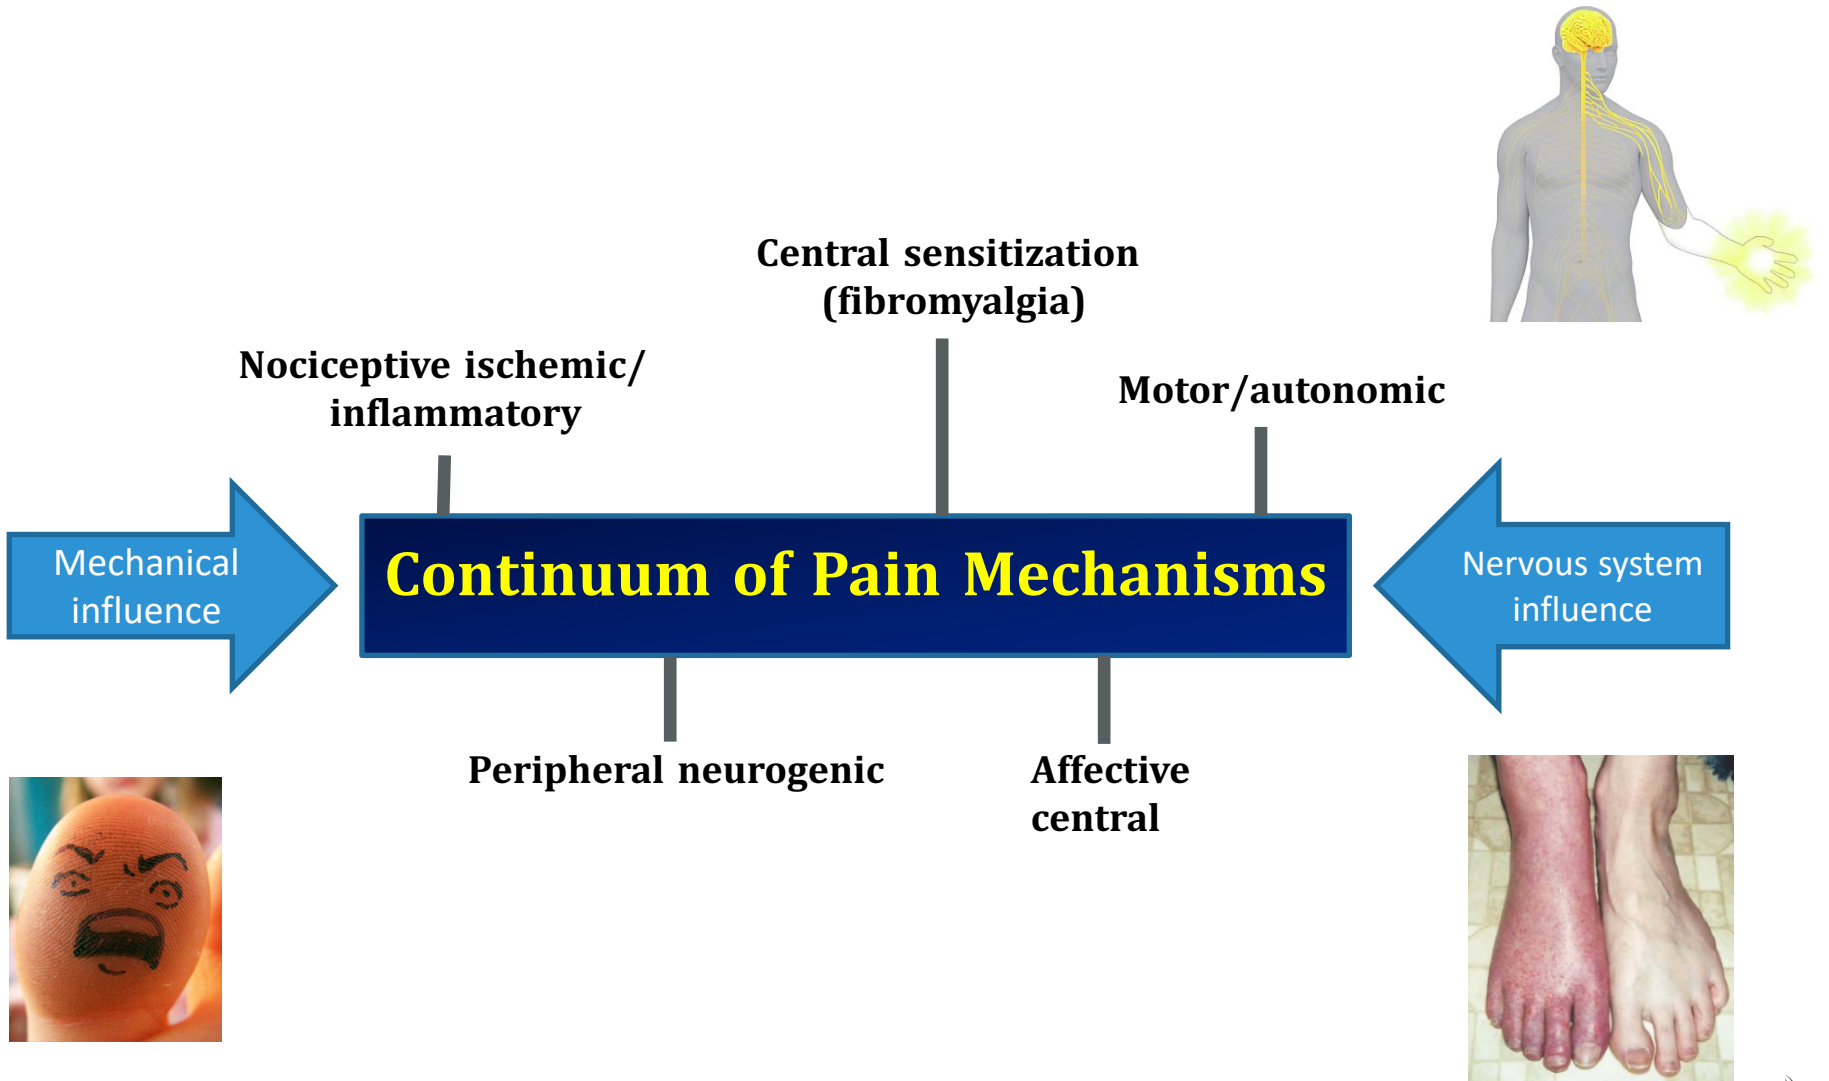 Central sensitization
(fibromyalgia)
Nociceptive ischemic/
inflammatory
Motor/autonomic
Mechanical
influence
Continuum of Pain Mechanisms
Nervous system
influence
Peripheral neurogenic
Affective
central